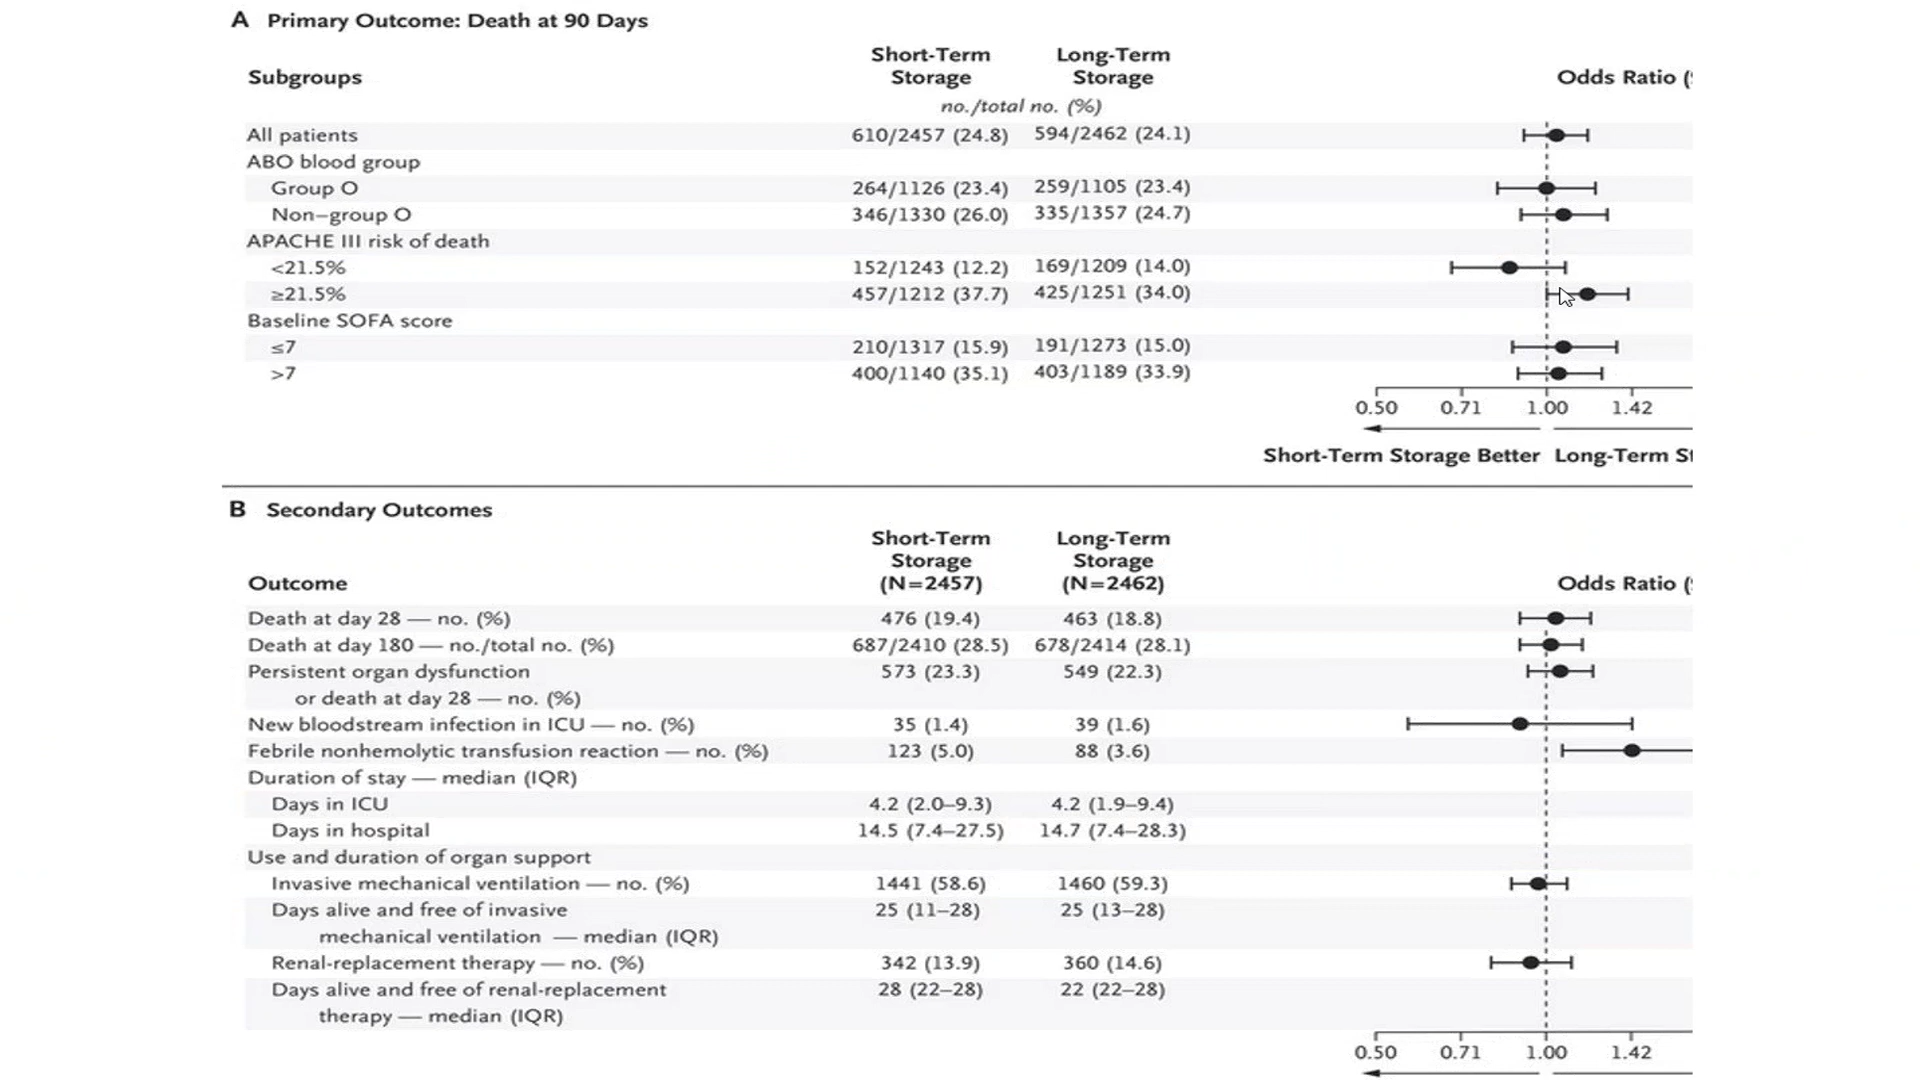 A Primary Outcome: Death at 90 Days
Subgroups Short-Term Storage Long-Term Storage Odds Ratio (
no./total no. (%)
All patients 610/2457 (24.8) 594/2462 (24.1)
ABO blood group
Group O 264/1126 (23.4) 259/1105 (23.4)
Non–group O 346/1330 (26.0) 335/1357 (24.7)
APACHE III risk of death
<21.5% 152/1243 (12.2) 169/1209 (14.0)
≥21.5% 457/1212 (37.7) 425/1251 (34.0)
Baseline SOFA score
≤7 210/1317 (15.9) 191/1273 (15.0)
>7 400/1140 (35.1) 403/1189 (33.9)
0.50 0.71 1.00 1.42
Short-Term Storage Better Long-Term
B Secondary Outcomes
Outcome Short-Term Storage (N=2457) Long-Term Storage (N=2462) Odds Ratio (
Death at day 28 — no. (%) 476 (19.4) 463 (18.8)
Death at day 180 — no./total no. (%) 687/2410 (28.5) 678/2414 (28.1)
Persistent organ dysfunction 573 (23.3) 549 (22.3)
or death at day 28 — no. (%)
New bloodstream infection in ICU — no. (%) 35 (1.4) 39 (1.6)
Febrile nonhemolytic transfusion reaction — no. (%) 123 (5.0) 88 (3.6)
Duration of stay — median (IQR)
Days in ICU 4.2 (2.0–9.3) 4.2 (1.9–9.4)
Days in hospital 14.5 (7.4–27.5) 14.7 (7.4–28.3)
Use and duration of organ support
Invasive mechanical ventilation — no. (%) 1441 (58.6) 1460 (59.3)
Days alive and free of invasive 25 (11–28) 25 (13–28)
mechanical ventilation — median (IQR)
Renal-replacement therapy — no. (%) 342 (13.9) 360 (14.6)
Days alive and free of renal-replacement 28 (22–28) 22 (22–28)
therapy — median (IQR)
0.50 0.71 1.00 1.42